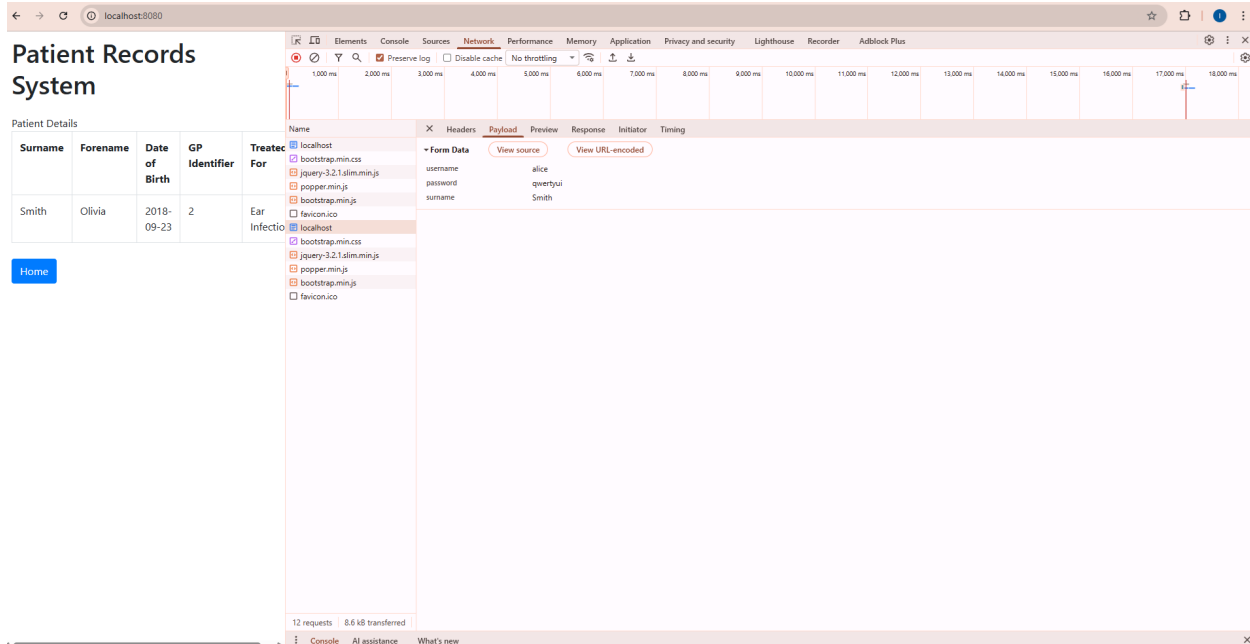 localhost:8080
Patient Records
System
Patient Details
Surname Forename Date of Birth GP Identifier Treated For
Smith Olivia 2018-09-23 2 Ear Infectio
Home
Elements Console Sources Network Performance Memory Application Privacy and security Lighthouse Recorder Adblock Plus
Preserve log Disable cache No throttling
1,000 ms 2,000 ms 3,000 ms 4,000 ms 5,000 ms 6,000 ms 7,000 ms 8,000 ms 9,000 ms 10,000 ms 11,000 ms 12,000 ms 13,000 ms 14,000 ms 15,000 ms 16,000 ms 17,000 ms 18,000 ms
Name
localhost
bootstrap.min.css
jquery-3.2.1.slim.min.js
popper.min.js
bootstrap.min.js
favicon.ico
localhost
bootstrap.min.css
jquery-3.2.1.slim.min.js
popper.min.js
bootstrap.min.js
favicon.ico
Headers Payload Preview Response Initiator Timing
Form Data View source View URL-encoded
username alice
password qwertyui
surname Smith
12 requests 8.6 kB transferred
Console AI assistance What's new